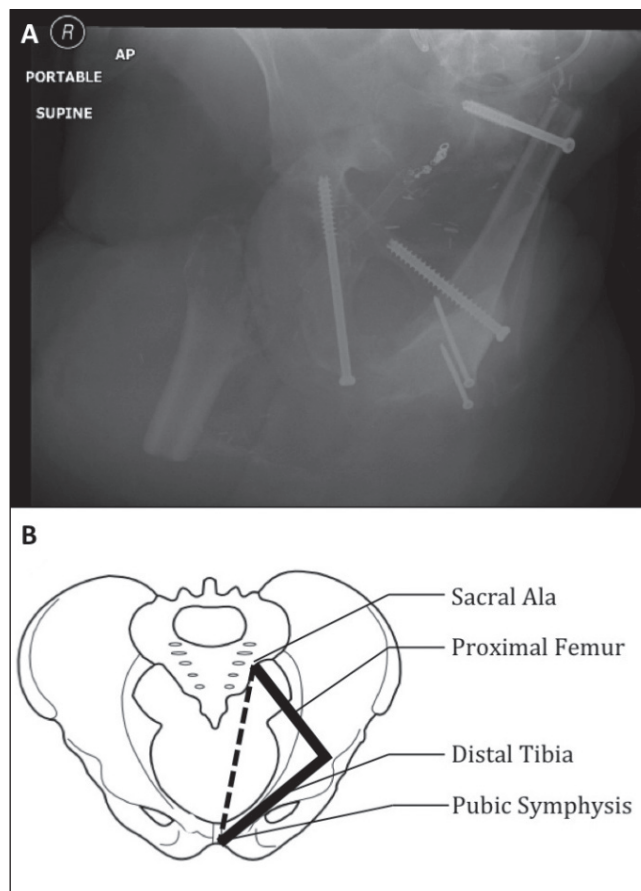 A
R
AP
PORTABLE
SUPINE
B
Sacral Ala
Proximal Femur
Distal Tibia
Pubic Symphysis